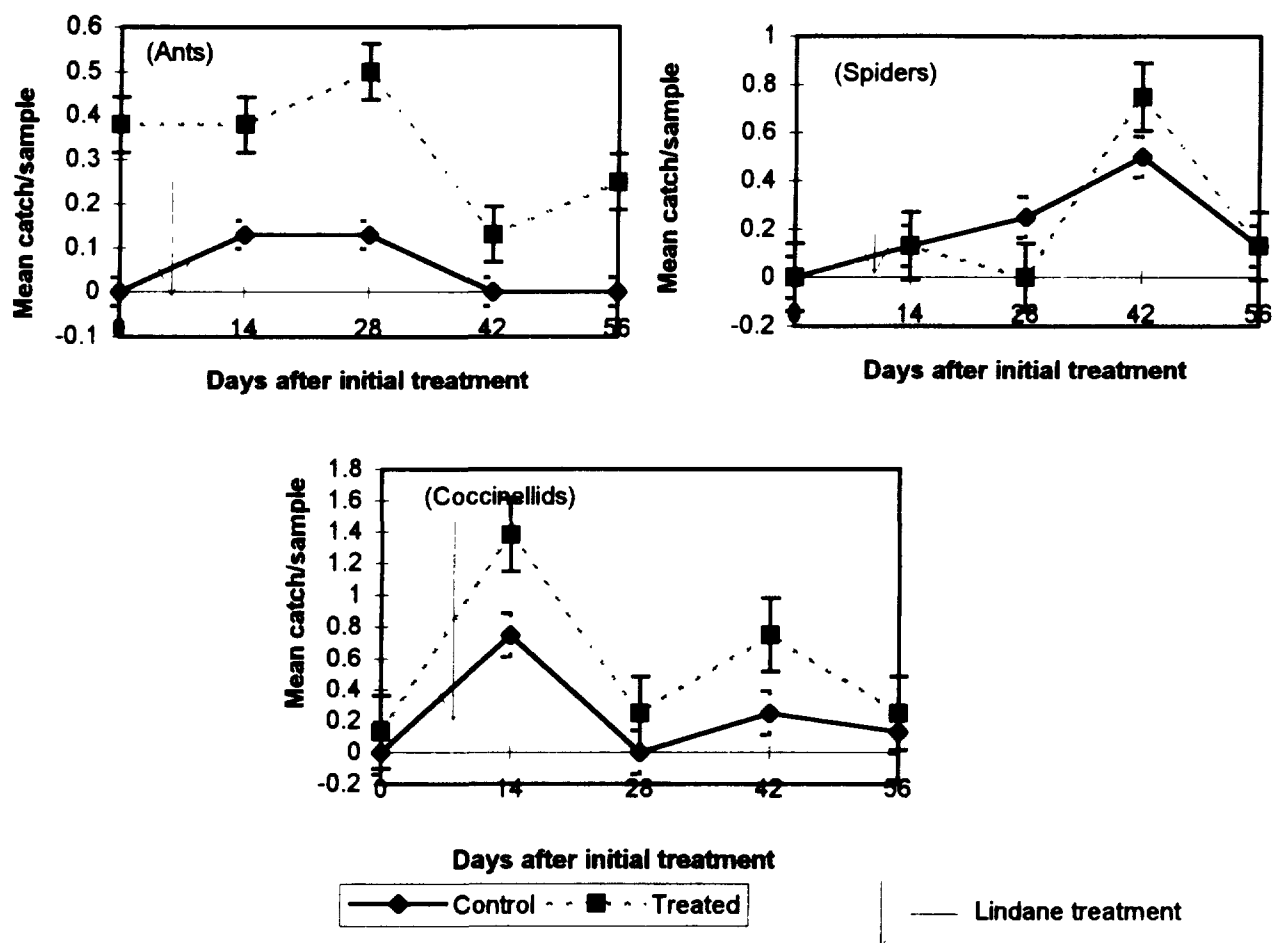 (Ants)
Mean catch/sample
0.6
0.5
0.4
0.3
0.2
0.1
0
-0.1
0 14 28 42 56
Days after initial treatment
(Spiders)
Mean catch/sample
1
0.8
0.6
0.4
0.2
0
-0.2
0 14 28 42 56
Days after initial treatment
(Coccinellids)
Mean catch/sample
1.8
1.6
1.4
1.2
1
0.8
0.6
0.4
0.2
0
-0.2
0 14 28 42 56
Days after initial treatment
Control Treated
Lindane treatment